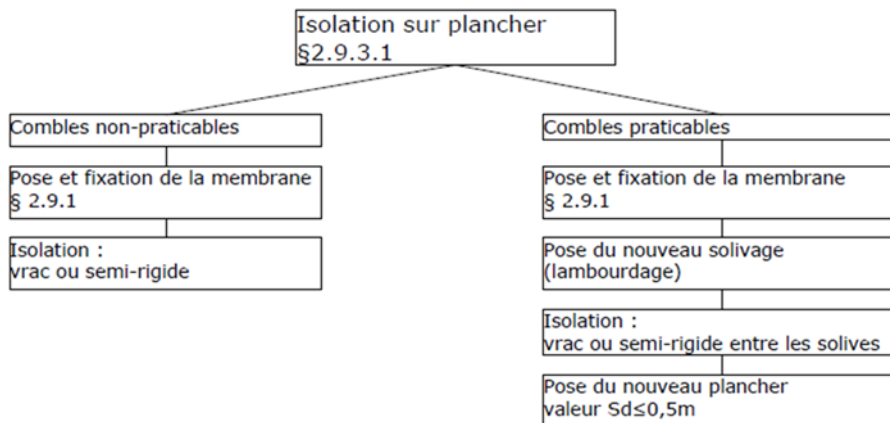 Isolation sur plancher
§2.9.3.1
Combles non-praticables
Pose et fixation de la membrane
§ 2.9.1
Isolation :
vrac ou semi-rigide
Combles praticables
Pose et fixation de la membrane
§ 2.9.1
Pose du nouveau solivage
(lambourdage)
Isolation :
vrac ou semi-rigide entre les solives
Pose du nouveau plancher
valeur Sd≤0,5m